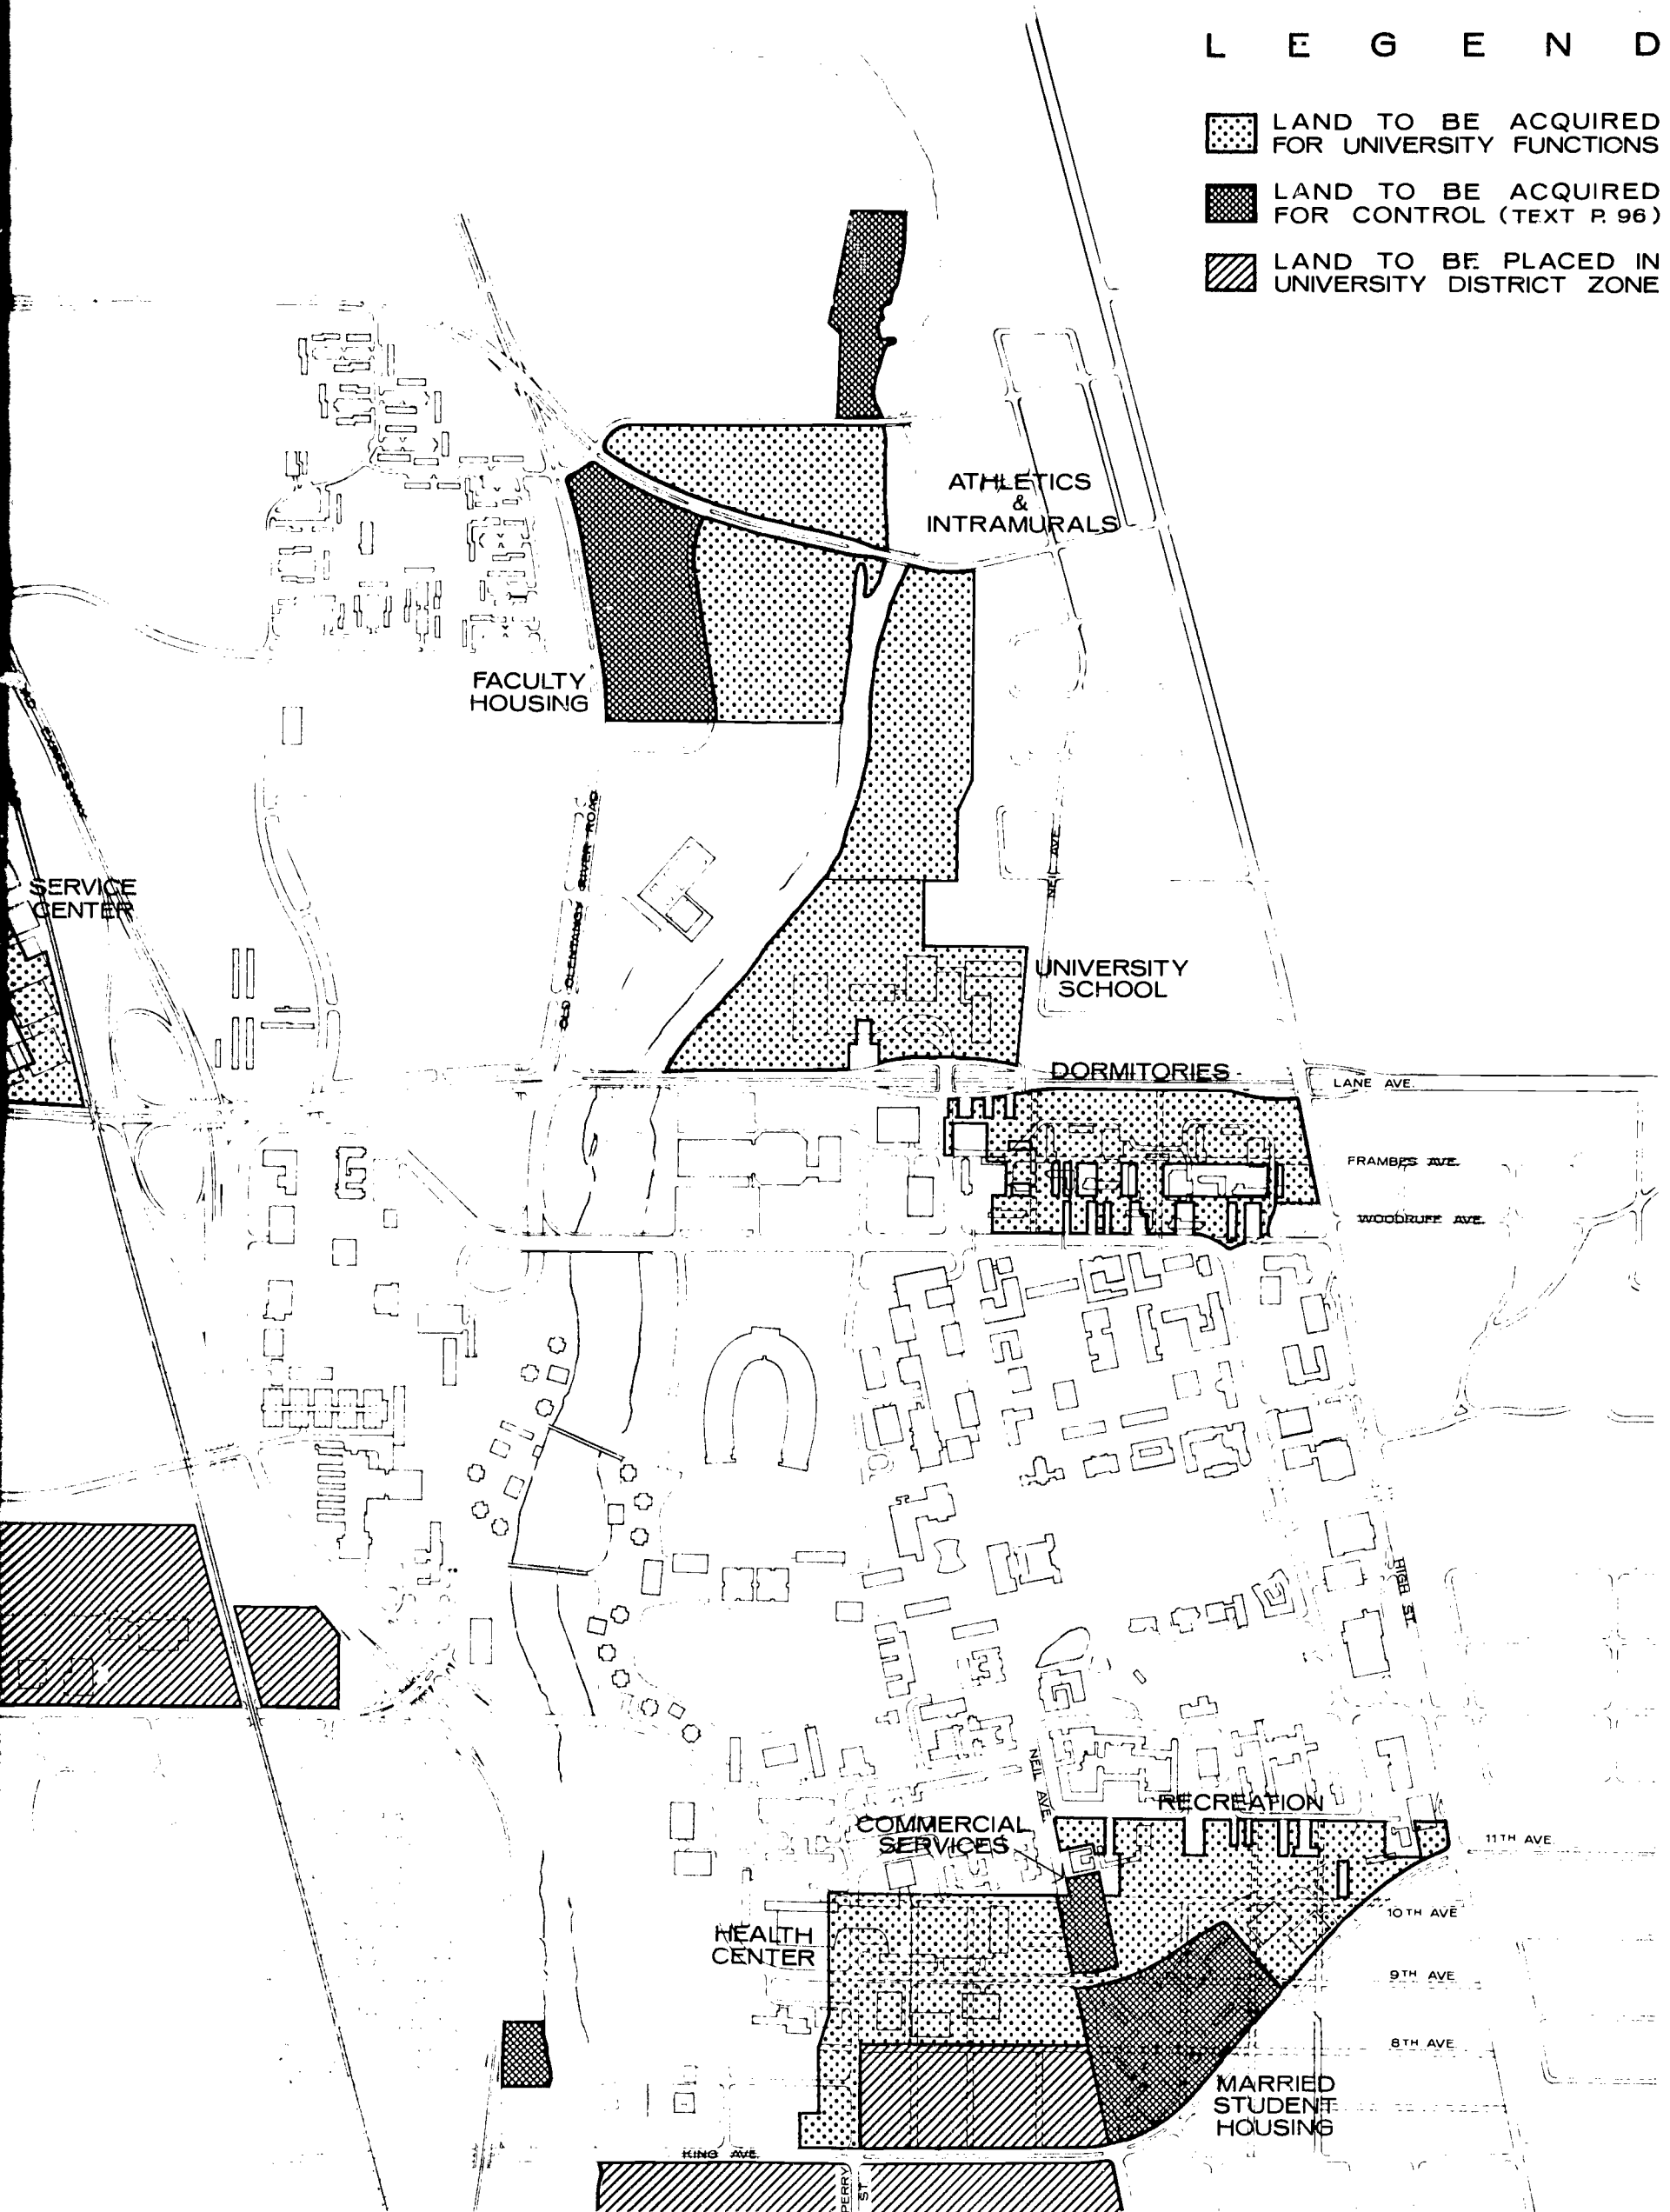 LEGEND
LAND TO BE ACQUIRED
FOR UNIVERSITY FUNCTIONS
LAND TO BE ACQUIRED
FOR CONTROL (TEXT P. 96)
LAND TO BE PLACED IN
UNIVERSITY DISTRICT ZONE
ATHLETICS
&
INTRAMURALS
FACULTY
HOUSING
OLD OLENTANGY RIVER ROAD
NEIL AVE.
SERVICE
CENTER
UNIVERSITY
SCHOOL
DORMITORIES
LANE AVE.
FRAMBES AVE.
WOODRUFF AVE.
HIGH ST.
NEIL AVE.
RECREATION
COMMERCIAL
SERVICES
11TH AVE.
10TH AVE
HEALTH
CENTER
9TH AVE
8TH AVE
MARRIED
STUDENT
HOUSING
KING AVE.
PERRY
ST